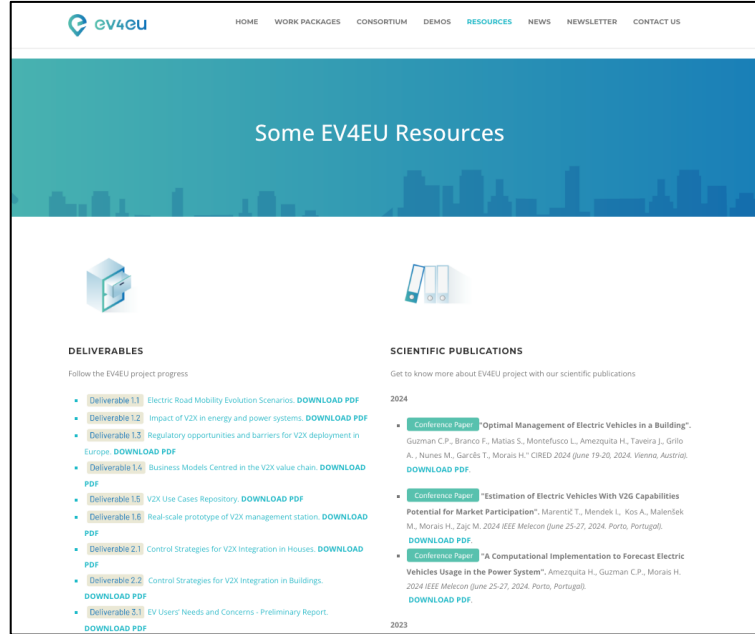 ev4eu
HOME WORK PACKAGES CONSORTIUM DEMOS RESOURCES NEWS NEWSLETTER CONTACT US
Some EV4EU Resources
DELIVERABLES
Follow the EV4EU project progress
Deliverable 1.1 Electric Road Mobility Evolution Scenarios. DOWNLOAD PDF
Deliverable 1.2 Impact of V2X in energy and power systems. DOWNLOAD PDF
Deliverable 1.3 Regulatory opportunities and barriers for V2X deployment in
Europe. DOWNLOAD PDF
Deliverable 1.4 Business Models Centred in the V2X value chain. DOWNLOAD
PDF
Deliverable 1.5 V2X Use Cases Repository. DOWNLOAD PDF
Deliverable 1.6 Real-scale prototype of V2X management station. DOWNLOAD
PDF
Deliverable 2.1 Control Strategies for V2X Integration in Houses. DOWNLOAD
PDF
Deliverable 2.2 Control Strategies for V2X Integration in Buildings.
DOWNLOAD PDF
Deliverable 3.1 EV Users' Needs and Concerns - Preliminary Report.
DOWNLOAD PDF
SCIENTIFIC PUBLICATIONS
Get to know more about EV4EU project with our scientific publications
2024
Conference Paper "Optimal Management of Electric Vehicles in a Building".
Guzman C.P., Branco F., Matias S., Montefusco L., Amezquita H., Taveira J., Grilo
A. , Nunes M., Garcês T., Morais H." CIRED 2024 (June 19-20, 2024. Vienna, Austria).
DOWNLOAD PDF.
Conference Paper "Estimation of Electric Vehicles With V2G Capabilities
Potential for Market Participation". Marentič T., Mendek I., Kos A., Malenšek
M., Morais H., Zajc M. 2024 IEEE Melecon (June 25-27, 2024. Porto, Portugal).
DOWNLOAD PDF.
Conference Paper "A Computational Implementation to Forecast Electric
Vehicles Usage in the Power System". Amezquita H., Guzman C.P., Morais H.
2024 IEEE Melecon (June 25-27, 2024. Porto, Portugal).
DOWNLOAD PDF.
2023